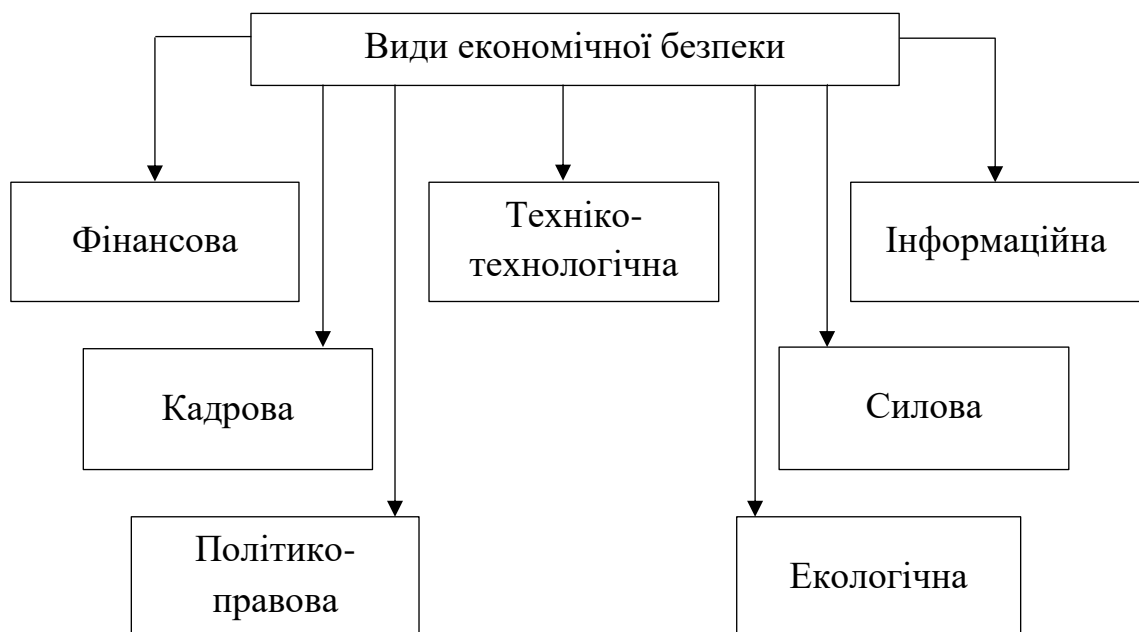 Види економічної безпеки
Фінансова
Техніко-
технологічна
Інформаційна
Кадрова
Силова
Політико-
правова
Екологічна